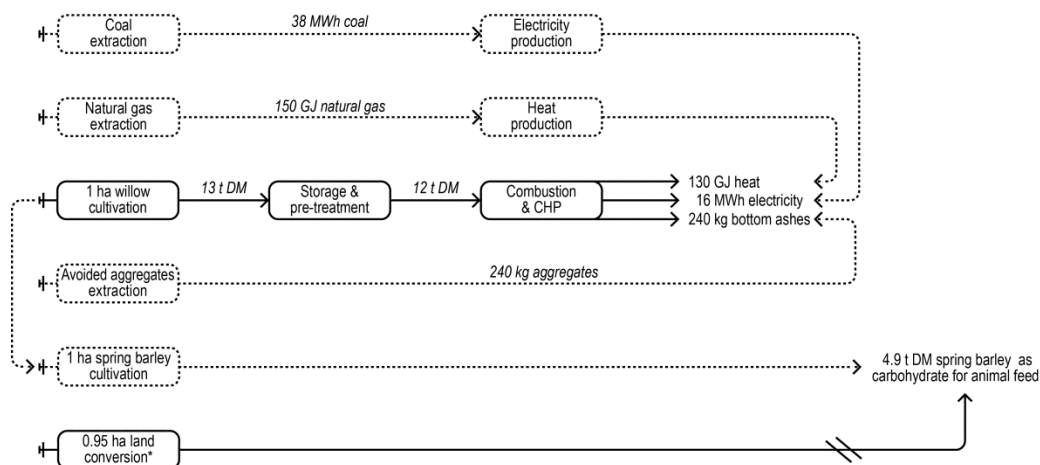 Coal
extraction
38 MWh coal
Electricity
production
Natural gas
extraction
150 GJ natural gas
Heat
production
1 ha willow
cultivation
13 t DM
Storage &
pre-treatment
12 t DM
Combustion
& CHP
130 GJ heat
16 MWh electricity
240 kg bottom ashes
Avoided aggregates
extraction
240 kg aggregates
1 ha spring barley
cultivation
4.9 t DM spring barley as
carbohydrate for animal feed
0.95 ha land
conversion*